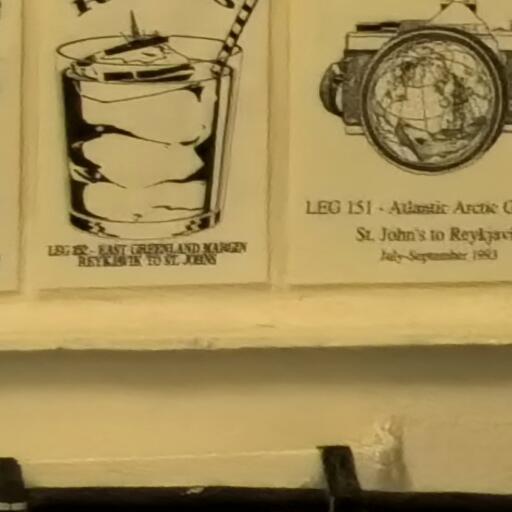 LEG 152 - EAST GREENLAND MARGIN
REYKJAVIK TO ST. JOHNS
LEG 151 - Atlantic Arctic
St. John's to Reykjavi
July-September 1993